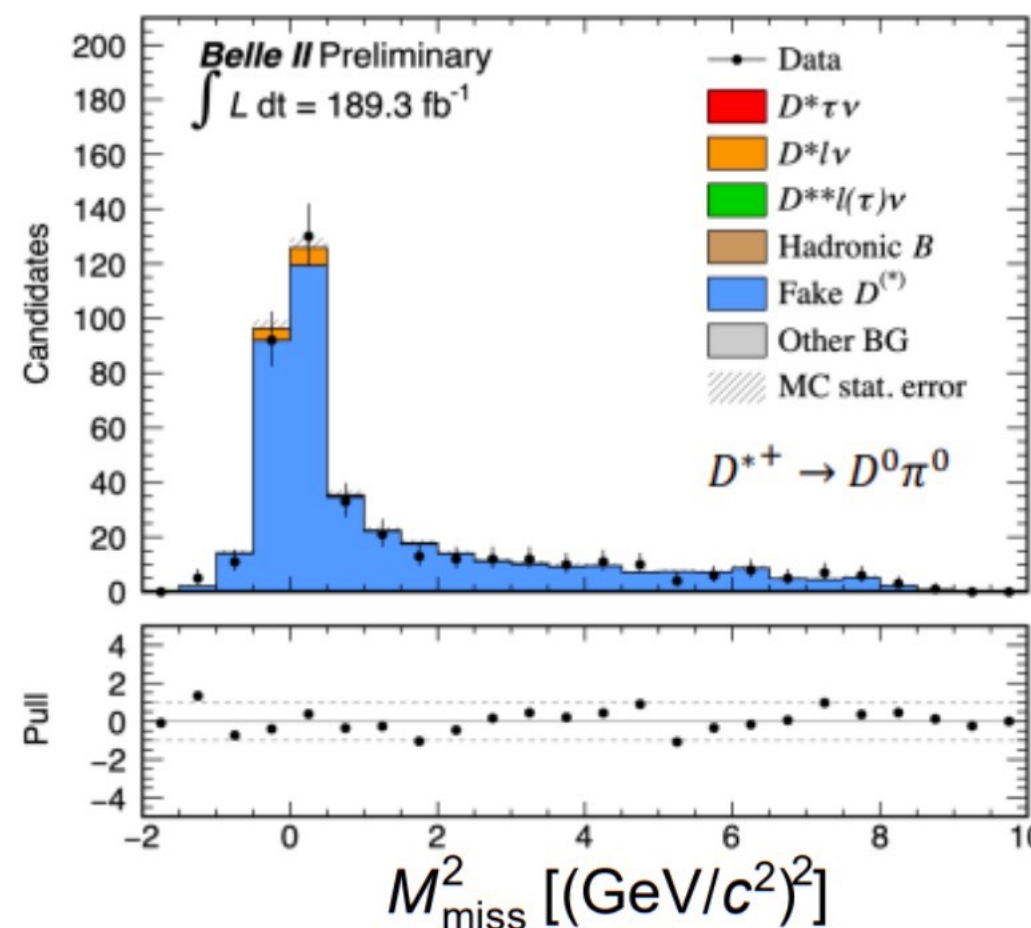 Belle II Preliminary
∫ L dt = 189.3 fb⁻¹
Data
D*τν
D*lν
D**l(τ)ν
Hadronic B
Fake D⁽*⁾
Other BG
MC stat. error
D*⁺ → D⁰π⁰
Candidates
200
180
160
140
120
100
80
60
40
20
0
Pull
4
2
0
−2
−4
−2 0 2 4 6 8 10
M²miss [(GeV/c²)²]